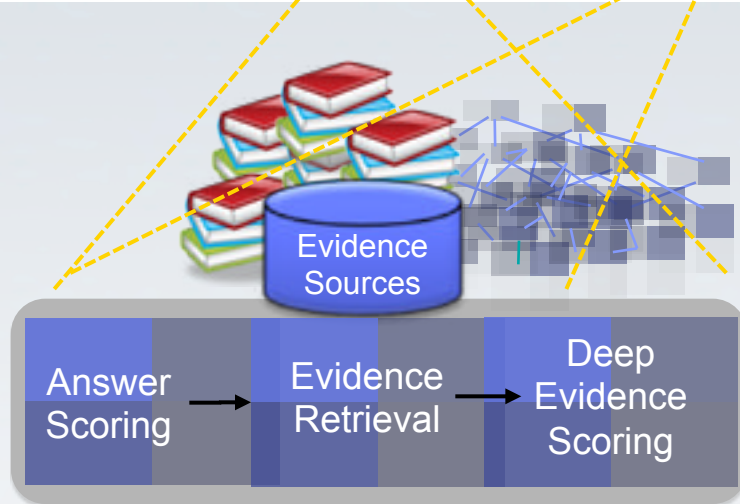 Evidence
Sources
Answer
Scoring
Evidence
Retrieval
Deep
Evidence
Scoring